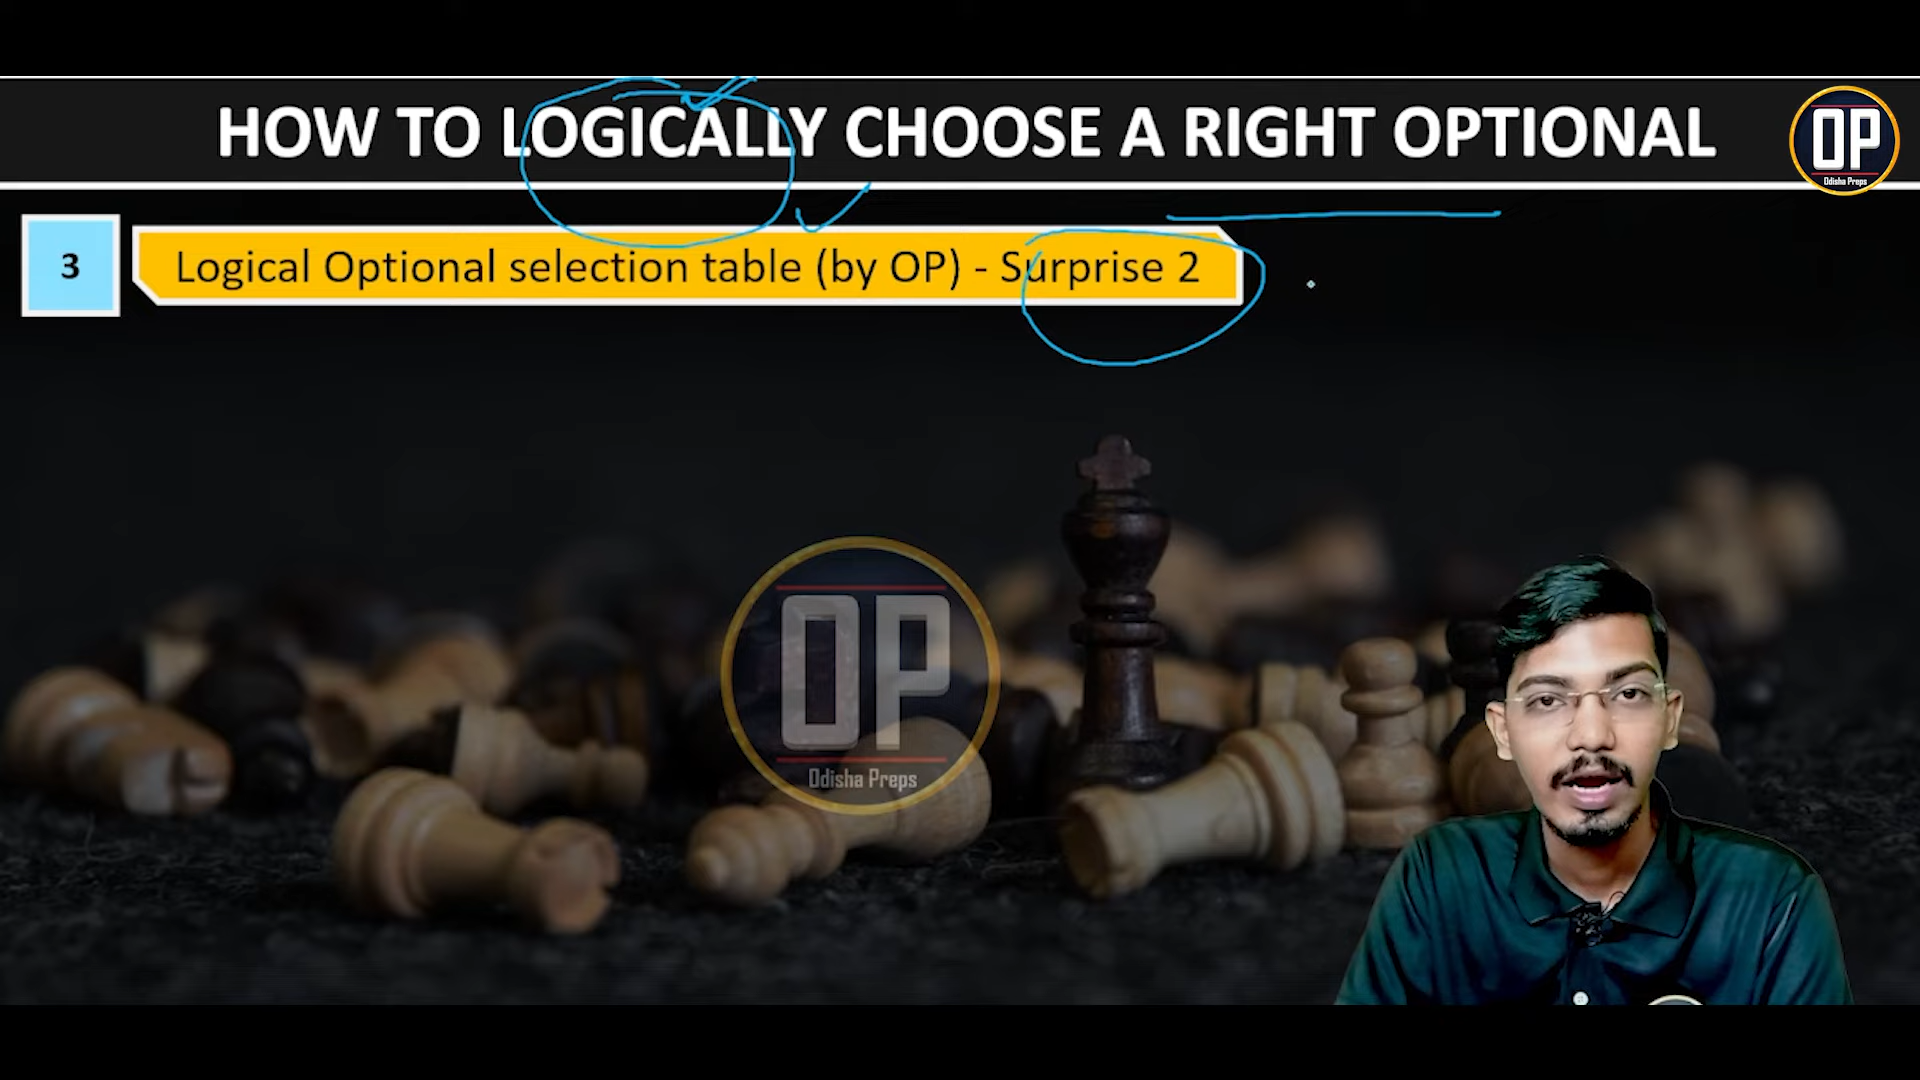 HOW TO LOGICALLY CHOOSE A RIGHT OPTIONAL
OP
Odisha Preps
3
Logical Optional selection table (by OP) - Surprise 2
OP
Odisha Preps